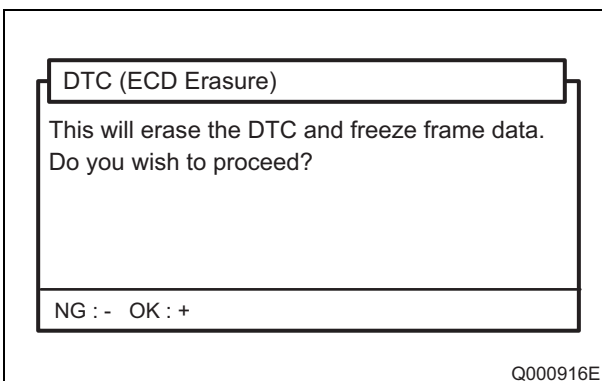 DTC (ECD Erasure)
This will erase the DTC and freeze frame data.
Do you wish to proceed?
NG : -   OK : +
Q000916E